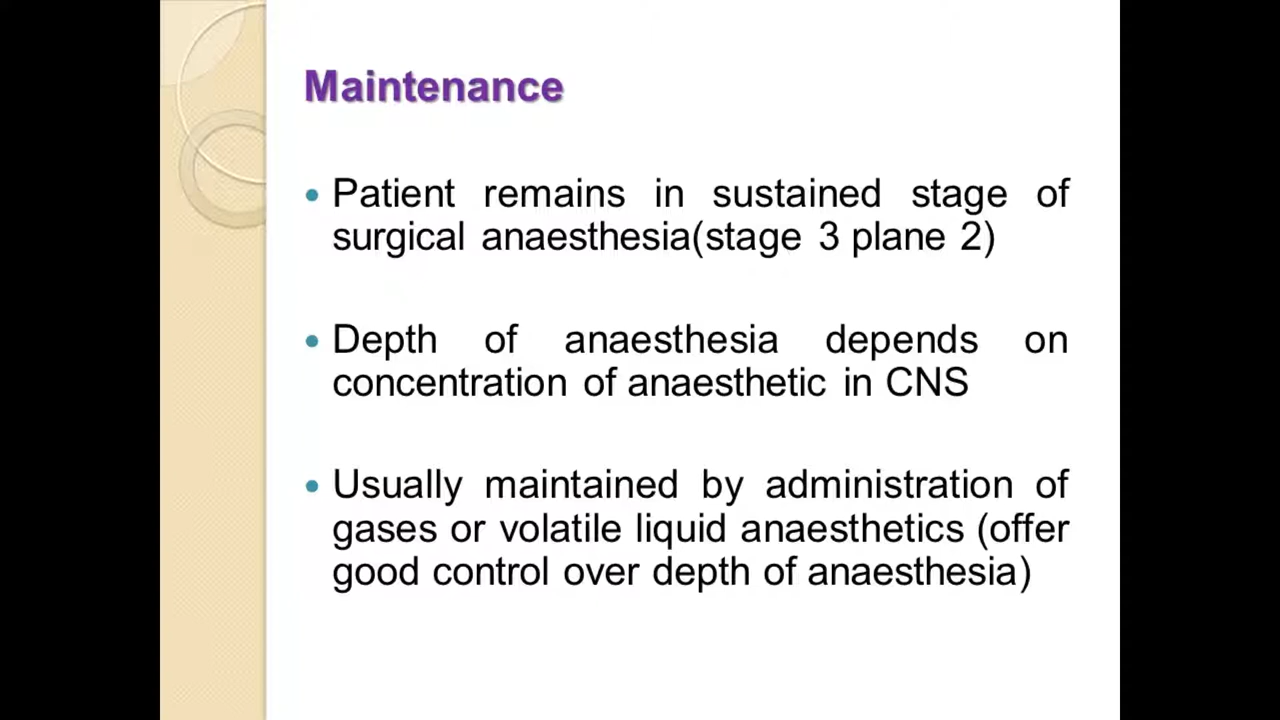 Maintenance
• Patient remains in sustained stage of
surgical anaesthesia(stage 3 plane 2)
• Depth of anaesthesia depends on
concentration of anaesthetic in CNS
• Usually maintained by administration of
gases or volatile liquid anaesthetics (offer
good control over depth of anaesthesia)